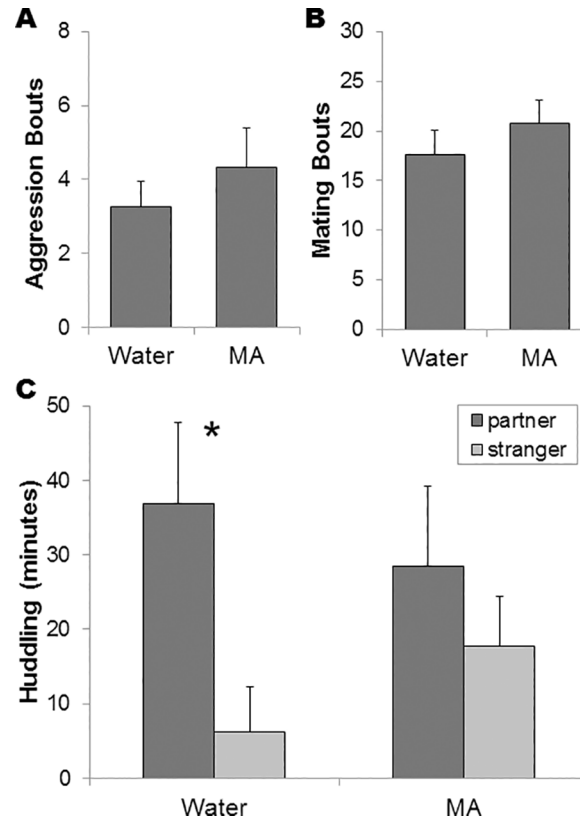 A
Aggression Bouts
8
6
4
2
0
Water MA
B
Mating Bouts
30
25
20
15
10
5
0
Water MA
C
Huddling (minutes)
50
40
30
20
10
0
*
partner
stranger
Water MA